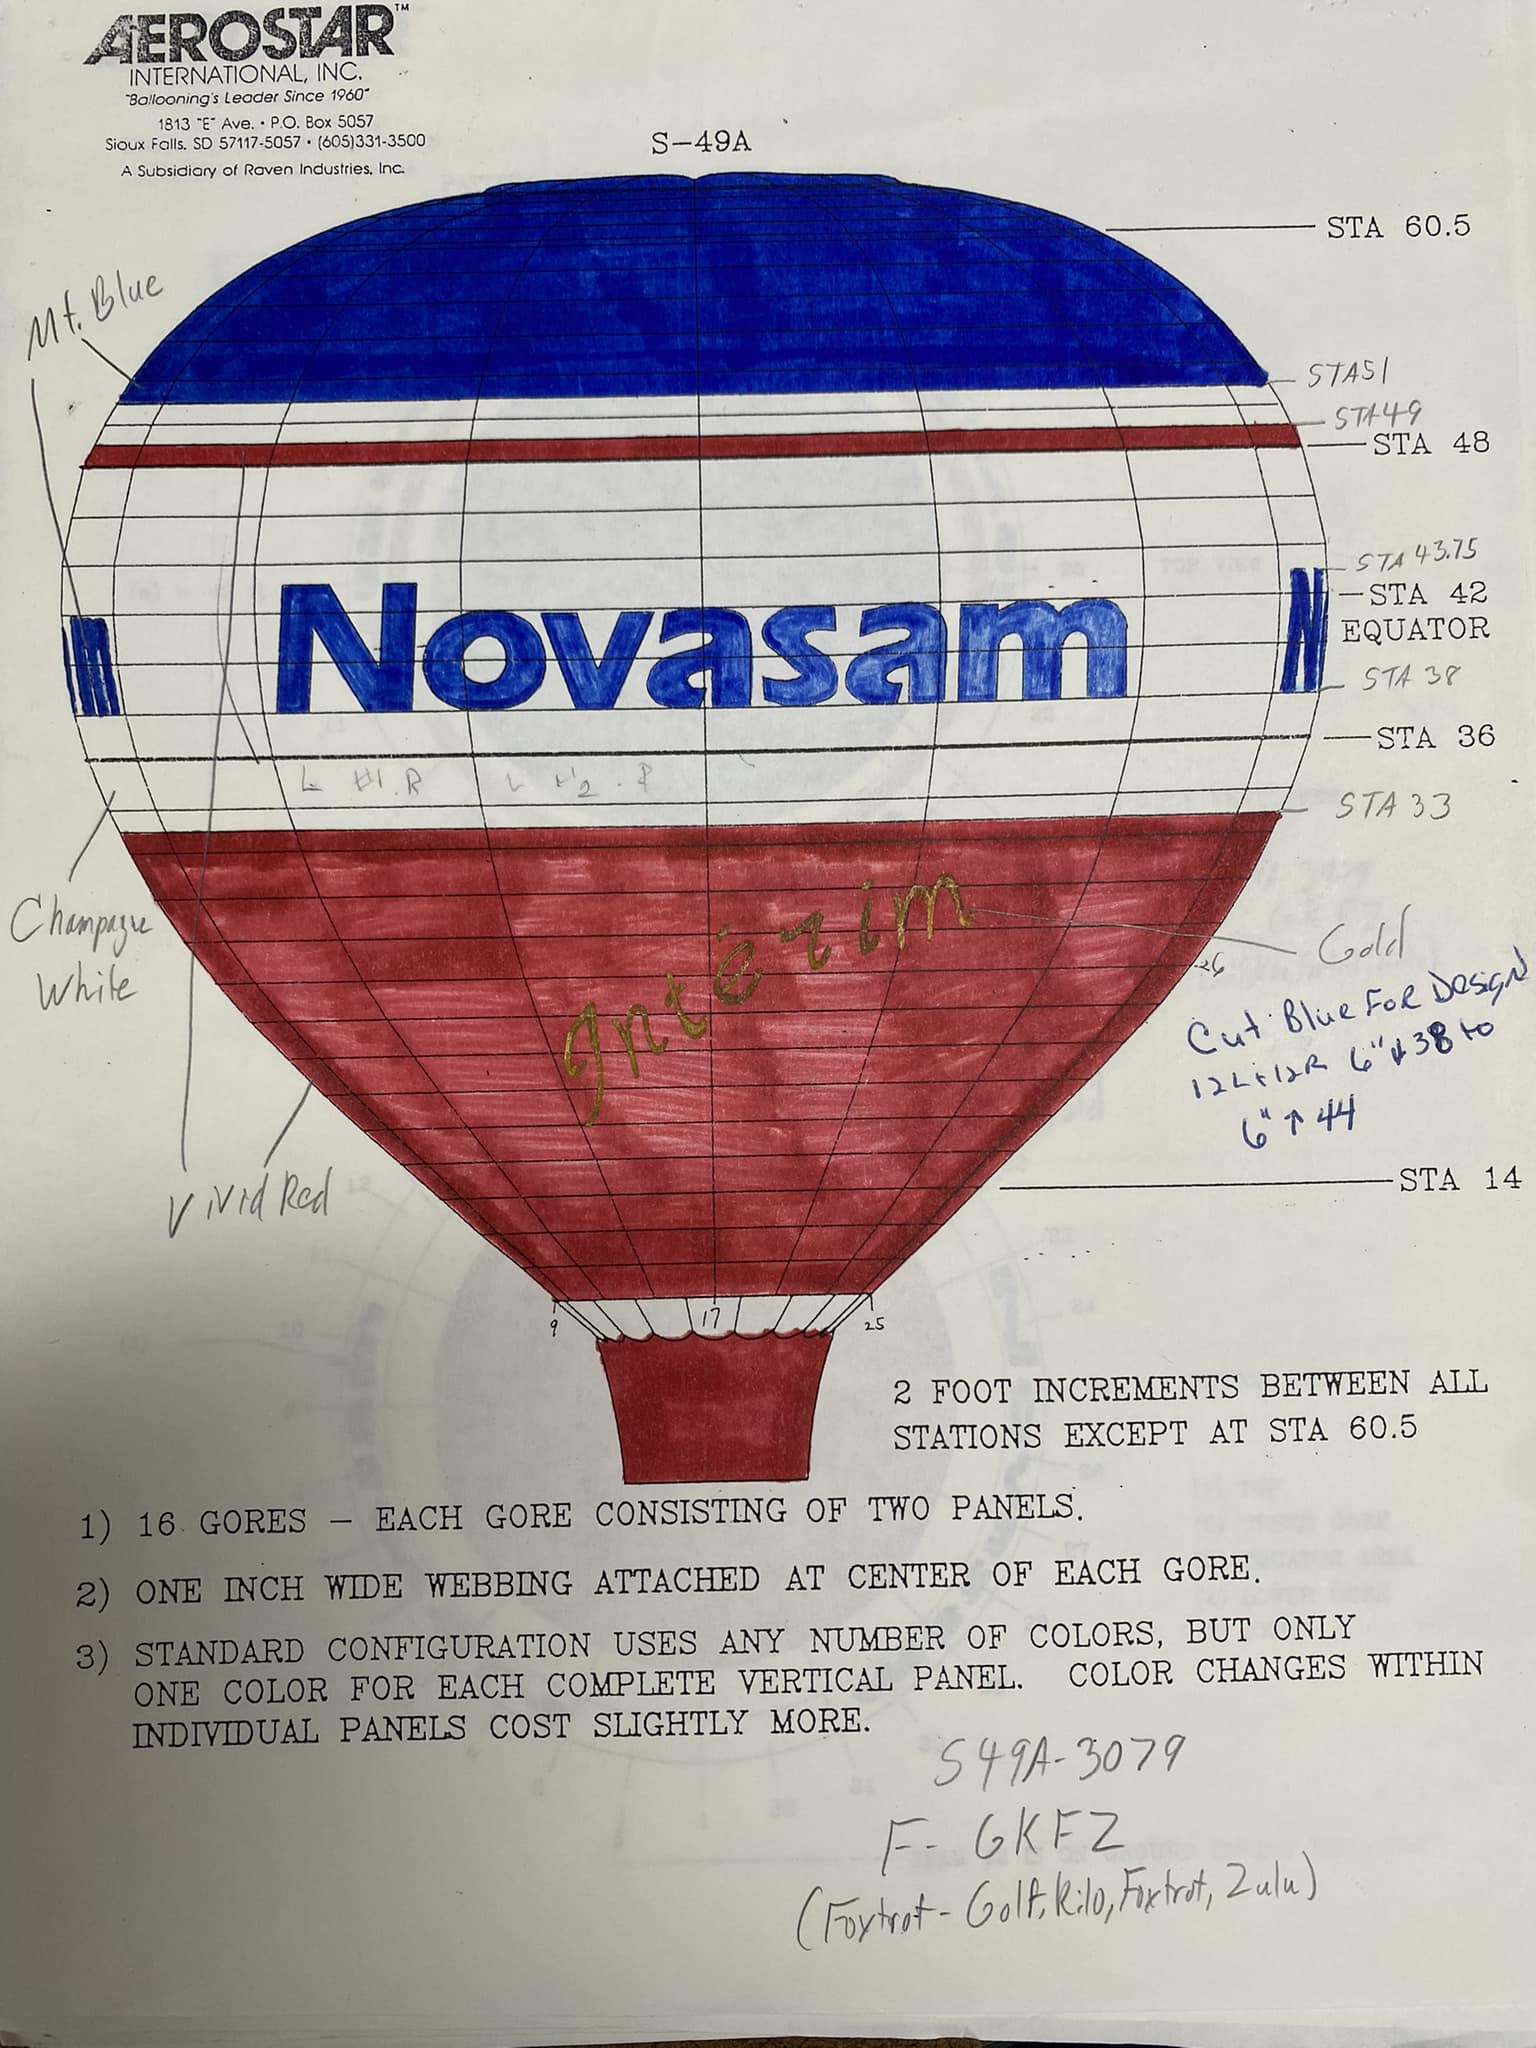 AEROSTAR™
INTERNATIONAL, INC.
"Ballooning's Leader Since 1960"
1813 "E" Ave. • P.O. Box 5057
Sioux Falls, SD 57117-5057 • (605)331-3500
A Subsidiary of Raven Industries, Inc.
S-49A
STA 60.5
Mt. Blue
STA51
STA49
STA 48
STA 43.75
STA 42
EQUATOR
Novasam
m
N
STA 38
STA 36
L #1 R
L #2 R
STA 33
Champagne
White
Intérim
Gold
26
Cut Blue For Design
12L + 12R 6" ↓ 38 to
6" ↑ 44
STA 14
Vivid Red
9
17
25
2 FOOT INCREMENTS BETWEEN ALL
STATIONS EXCEPT AT STA 60.5
1) 16 GORES - EACH GORE CONSISTING OF TWO PANELS.
2) ONE INCH WIDE WEBBING ATTACHED AT CENTER OF EACH GORE.
3) STANDARD CONFIGURATION USES ANY NUMBER OF COLORS, BUT ONLY
ONE COLOR FOR EACH COMPLETE VERTICAL PANEL. COLOR CHANGES WITHIN
INDIVIDUAL PANELS COST SLIGHTLY MORE.
S49A-3079
F-GKFZ
(Foxtrot - Golf, Kilo, Foxtrot, Zulu)